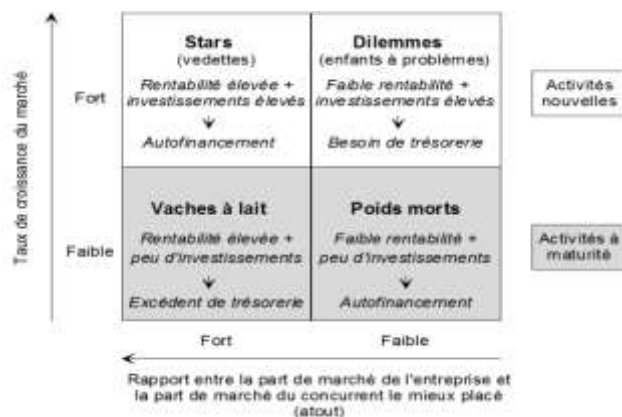 Taux de croissance du marché
Fort
Stars
(vedettes)
Rentabilité élevée +
investissements élevés
Autofinancement
Dilemmes
(enfants à problèmes)
Faible rentabilité +
investissements élevés
Besoin de trésorerie
Activités
nouvelles
Faible
Vaches à lait
Rentabilité élevée +
peu d'investissements
Excédent de trésorerie
Poids morts
Faible rentabilité +
peu d'investissements
Autofinancement
Activités à
maturité
Fort
Faible
Rapport entre la part de marché de l'entreprise et
la part de marché du concurrent le mieux placé
(atout)